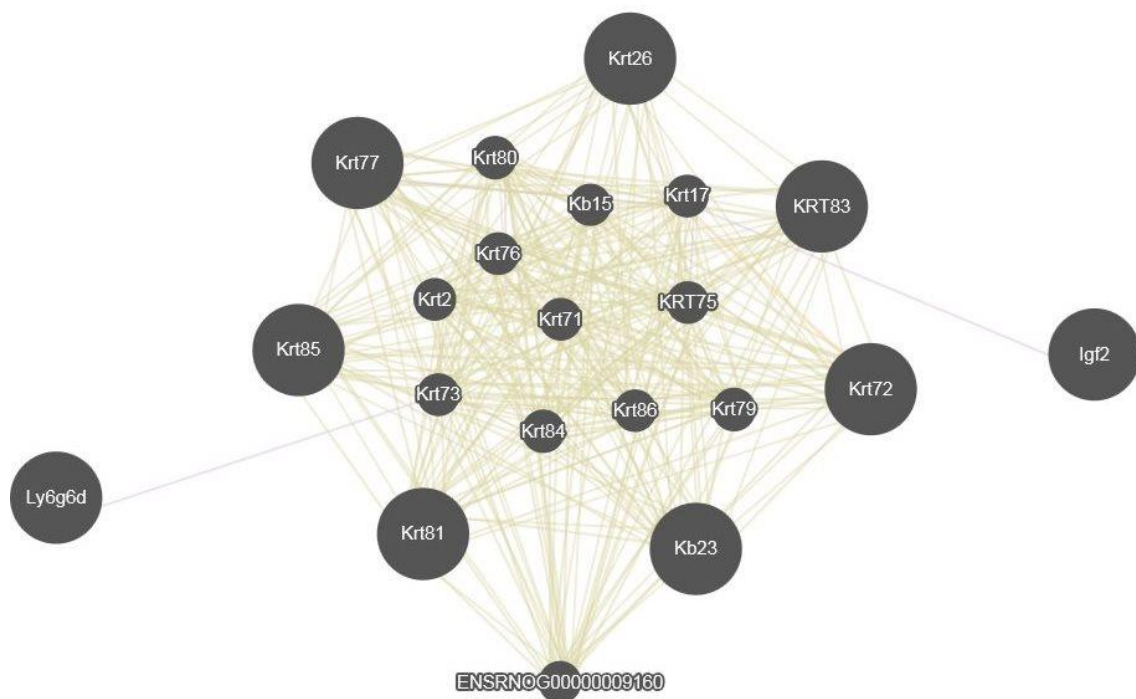 Krt26
Krt77
Krt80
Kb15
Krt17
KRT83
Krt76
Krt2
Krt71
KRT75
Krt85
Igf2
Krt73
Krt86
Krt79
Krt72
Krt84
Ly6g6d
Krt81
Kb23
ENSRNOG00000009160